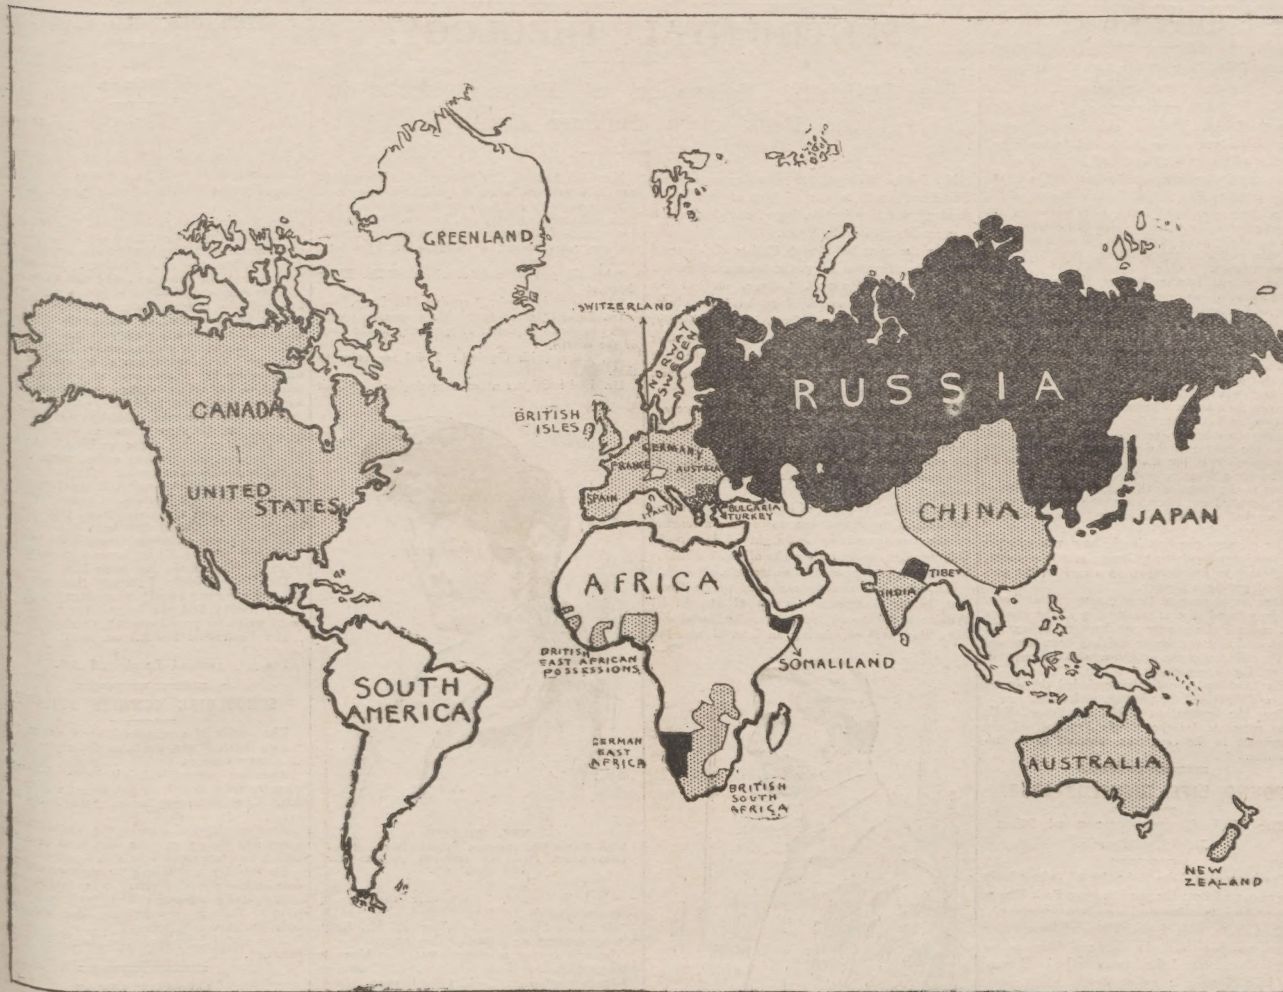 GREENLAND
SWITZERLAND
NORWAY
SWEDEN
RUSSIA
CANADA
BRITISH
ISLES
GERMANY
FRANCE
AUSTRIA
UNITED
STATES
SPAIN
ITALY
BULGARIA
TURKEY
CHINA
JAPAN
AFRICA
TIBET
INDIA
BRITISH
EAST AFRICAN
POSSESSIONS
SOMALILAND
SOUTH
AMERICA
GERMAN
EAST
AFRICA
BRITISH
SOUTH
AFRICA
AUSTRALIA
NEW
ZEALAND